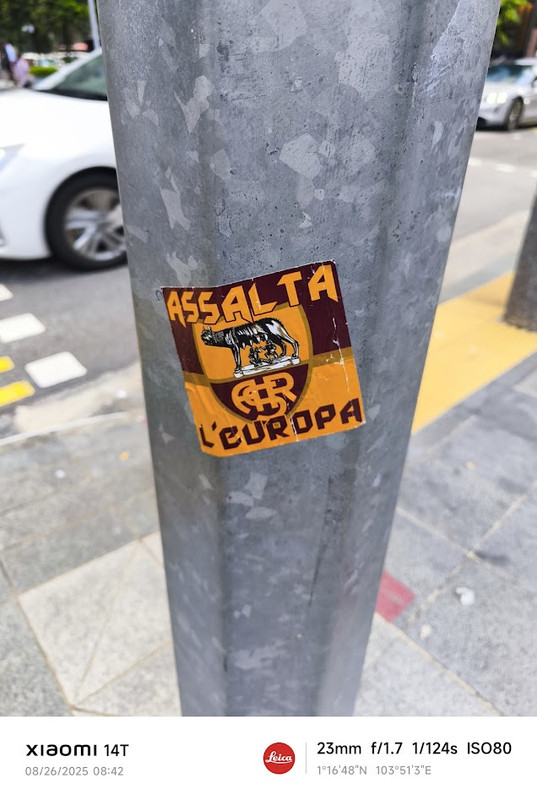 ASSALTA
ASR
L'EUROPA
XIAOMI 14T
08/26/2025 08:42
Leica
23mm f/1.7 1/124s ISO80
1°16'48"N 103°51'3"E